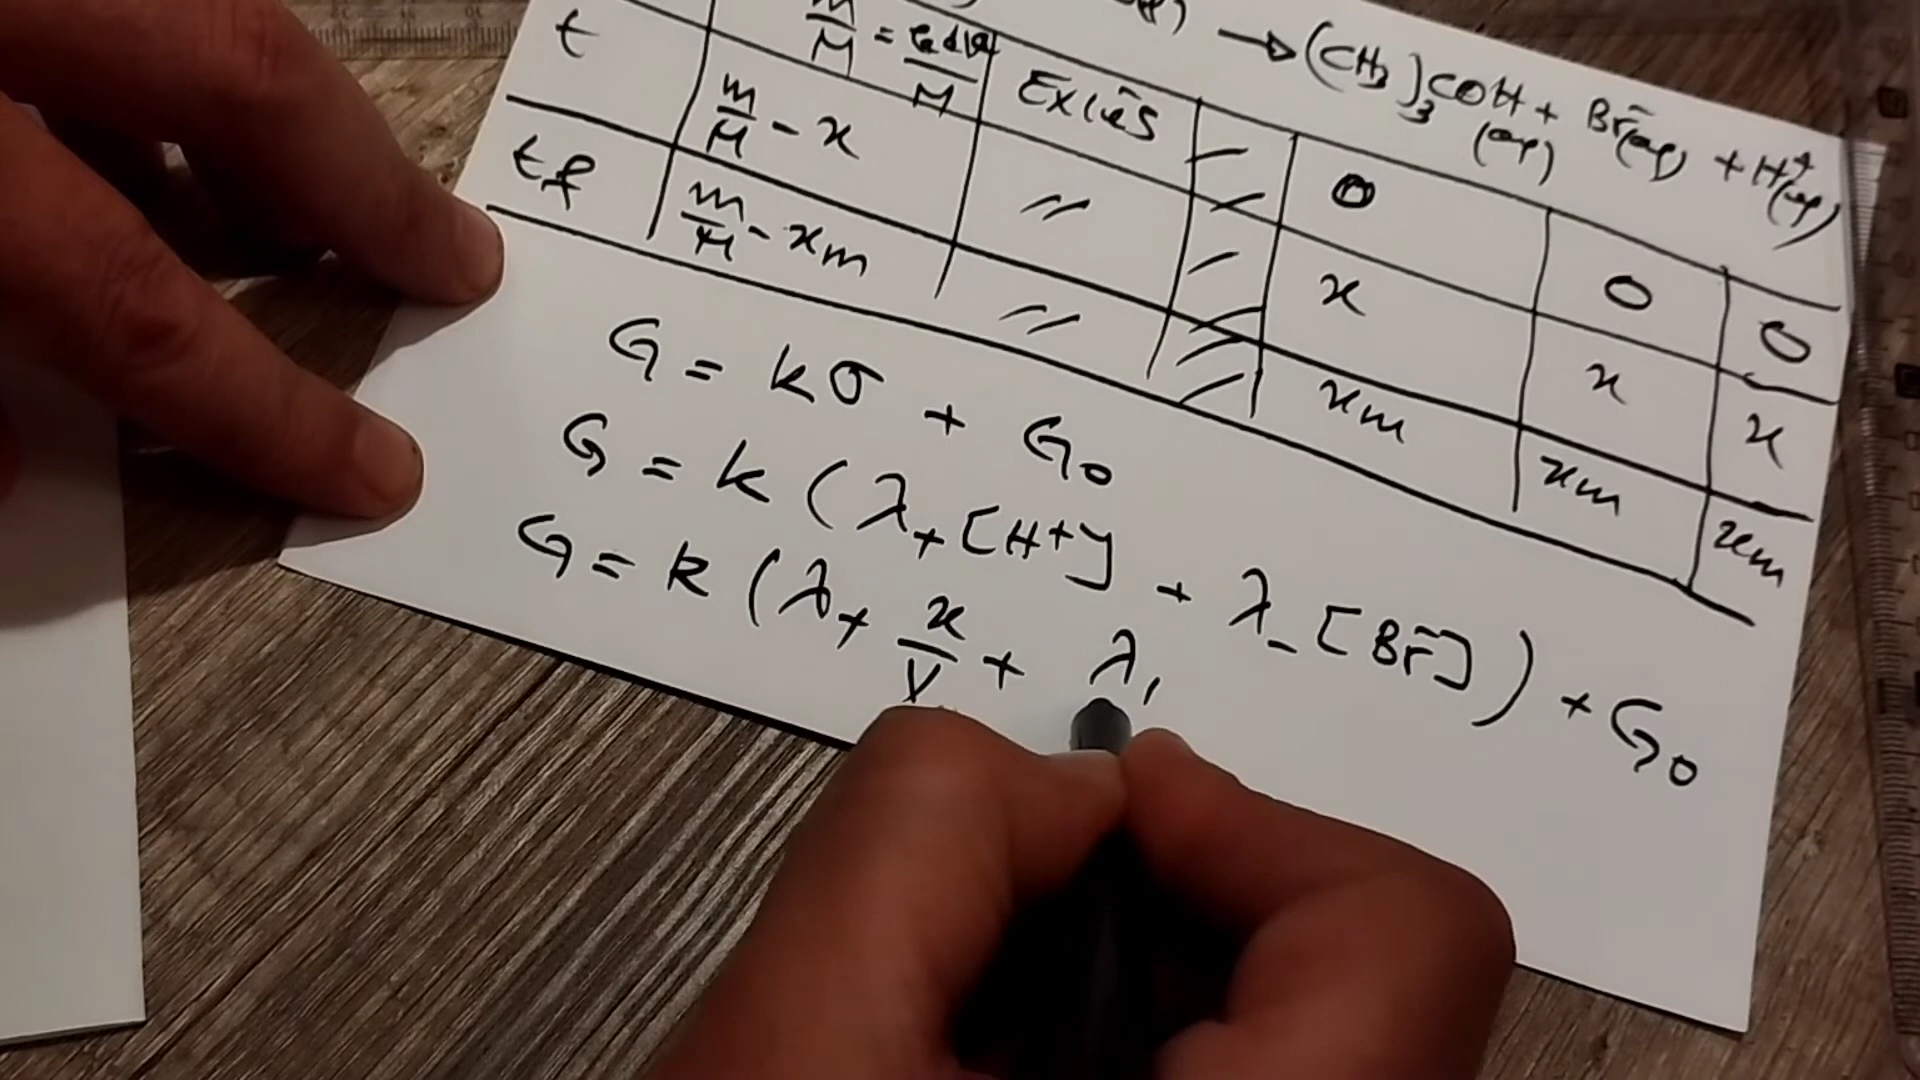 → (CH3)3COH + Br-(aq) + H+(aq)
(aq)
m/M = ρdV/M Excès 0 0 0
t m/M - x // x x x
tf m/M - xm // xm xm xm
G = kσ + G0
G = k (λ+[H+] + λ-[Br-]) + G0
G = k (λ+ x/V + λ